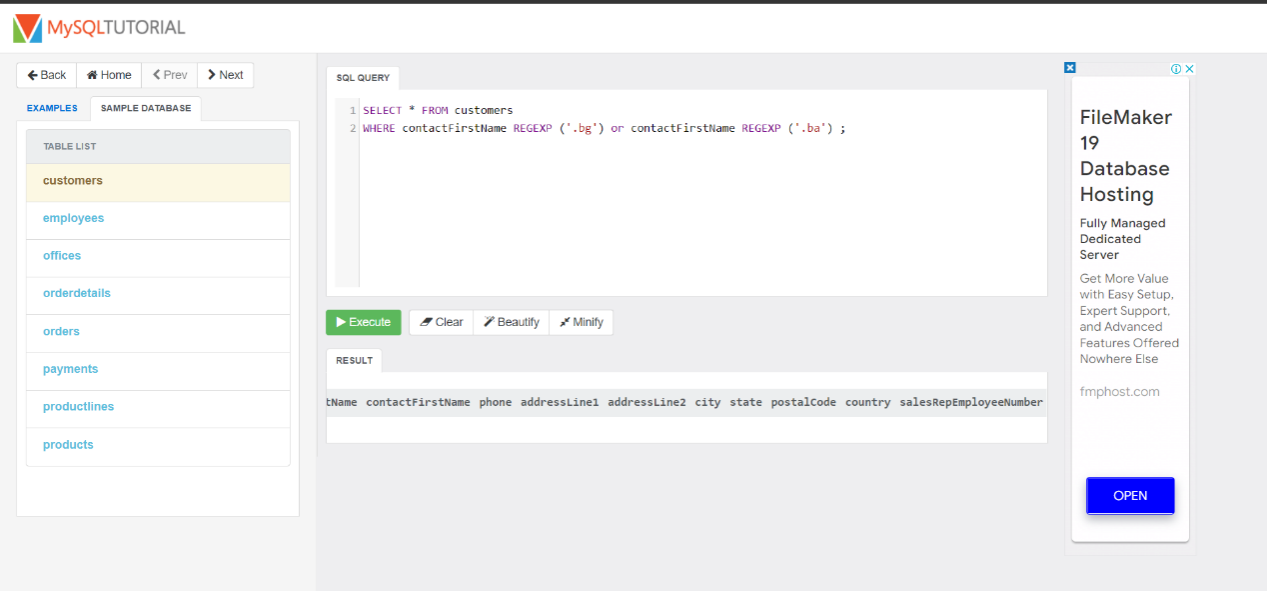 MySQLTUTORIAL
Back Home Prev Next
EXAMPLES SAMPLE DATABASE
TABLE LIST
customers
employees
offices
orderdetails
orders
payments
productlines
products
SQL QUERY
1 SELECT * FROM customers
2 WHERE contactFirstName REGEXP ('.bg') or contactFirstName REGEXP ('.ba') ;
Execute Clear Beautify Minify
RESULT
tName contactFirstName phone addressLine1 addressLine2 city state postalCode country salesRepEmployeeNumber
FileMaker
19
Database
Hosting
Fully Managed
Dedicated
Server
Get More Value
with Easy Setup,
Expert Support,
and Advanced
Features Offered
Nowhere Else
fmphost.com
OPEN